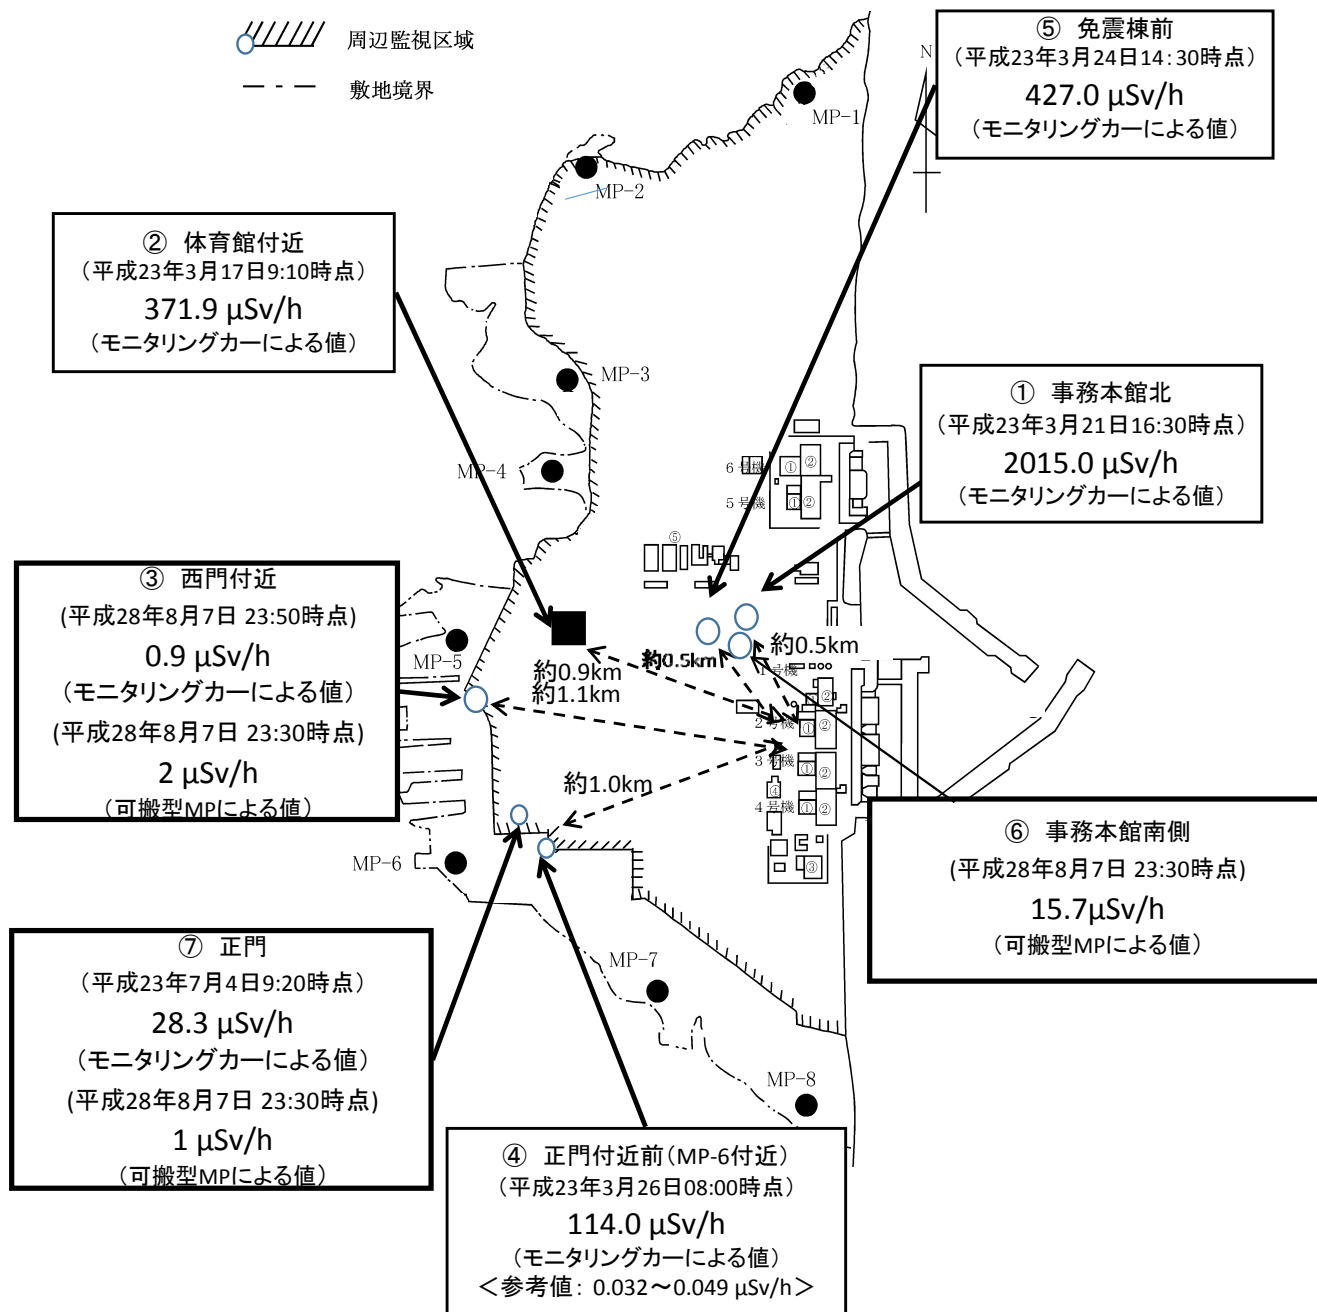 周辺監視区域
敷地境界
⑤ 免震棟前
（平成23年3月24日14：30時点）
427.0 μSv/h
（モニタリングカーによる値）
N
MP-1
MP-2
② 体育館付近
（平成23年3月17日9:10時点）
371.9 μSv/h
（モニタリングカーによる値）
MP-3
① 事務本館北
（平成23年3月21日16:30時点）
2015.0 μSv/h
（モニタリングカーによる値）
MP-4
6号機
①
②
5号機
①
②
⑤
③ 西門付近
(平成28年8月7日 23:50時点)
0.9 μSv/h
（モニタリングカーによる値）
(平成28年8月7日 23:30時点)
2 μSv/h
（可搬型MPによる値）
MP-5
約0.9km
約1.1km
約0.5km
約0.5km
1号機
②
2号機
①
②
3号機
①
②
約1.0km
④
4号機
①
②
③
⑥ 事務本館南側
(平成28年8月7日 23:30時点)
15.7μSv/h
（可搬型MPによる値）
MP-6
⑦ 正門
（平成23年7月4日9:20時点）
28.3 μSv/h
（モニタリングカーによる値）
(平成28年8月7日 23:30時点)
1 μSv/h
（可搬型MPによる値）
MP-7
MP-8
④ 正門付近前（MP-6付近）
（平成23年3月26日08:00時点）
114.0 μSv/h
（モニタリングカーによる値）
＜参考値： 0.032～0.049 μSv/h＞